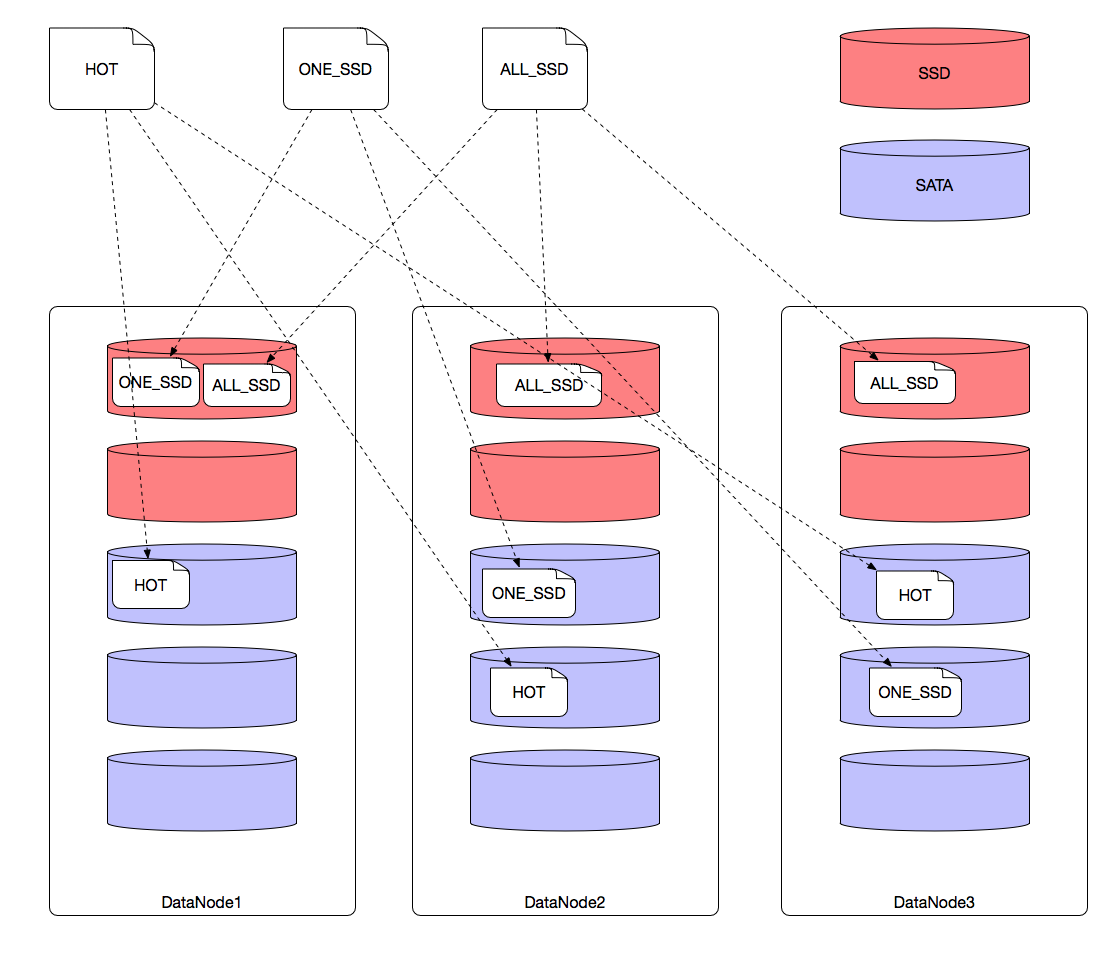 HOT
ONE_SSD
ALL_SSD
SSD
SATA
ONE_SSD
ALL_SSD
HOT
DataNode1
ALL_SSD
ONE_SSD
HOT
DataNode2
ALL_SSD
HOT
ONE_SSD
DataNode3